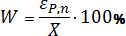 W = ε_{P,n} / X · 100%